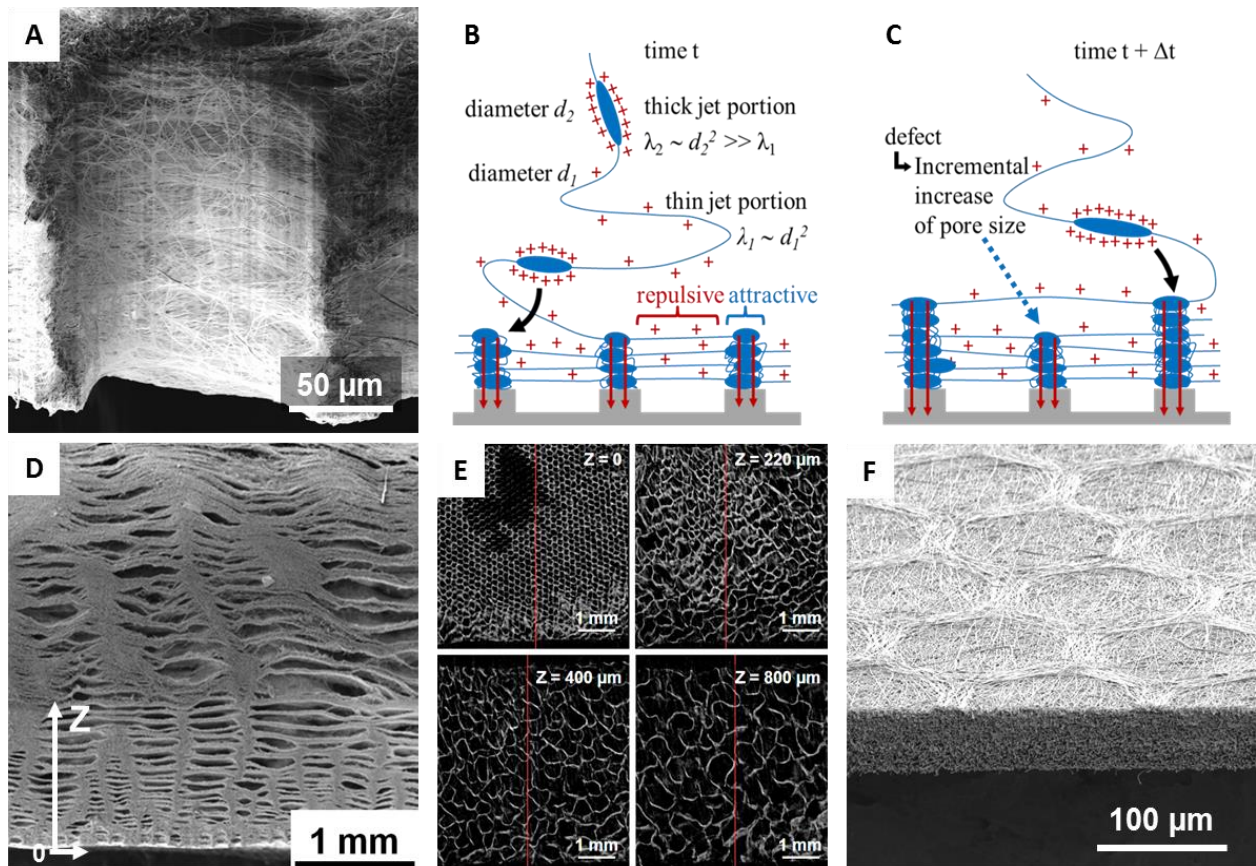 A
50 µm
B
time t
diameter d₂
thick jet portion
λ₂ ~ d₂² >> λ₁
diameter d₁
thin jet portion
λ₁ ~ d₁²
repulsive attractive
C
time t + Δt
defect
Incremental
increase
of pore size
D
Z
0
1 mm
E
Z = 0
1 mm
Z = 220 µm
1 mm
Z = 400 µm
1 mm
Z = 800 µm
1 mm
F
100 µm